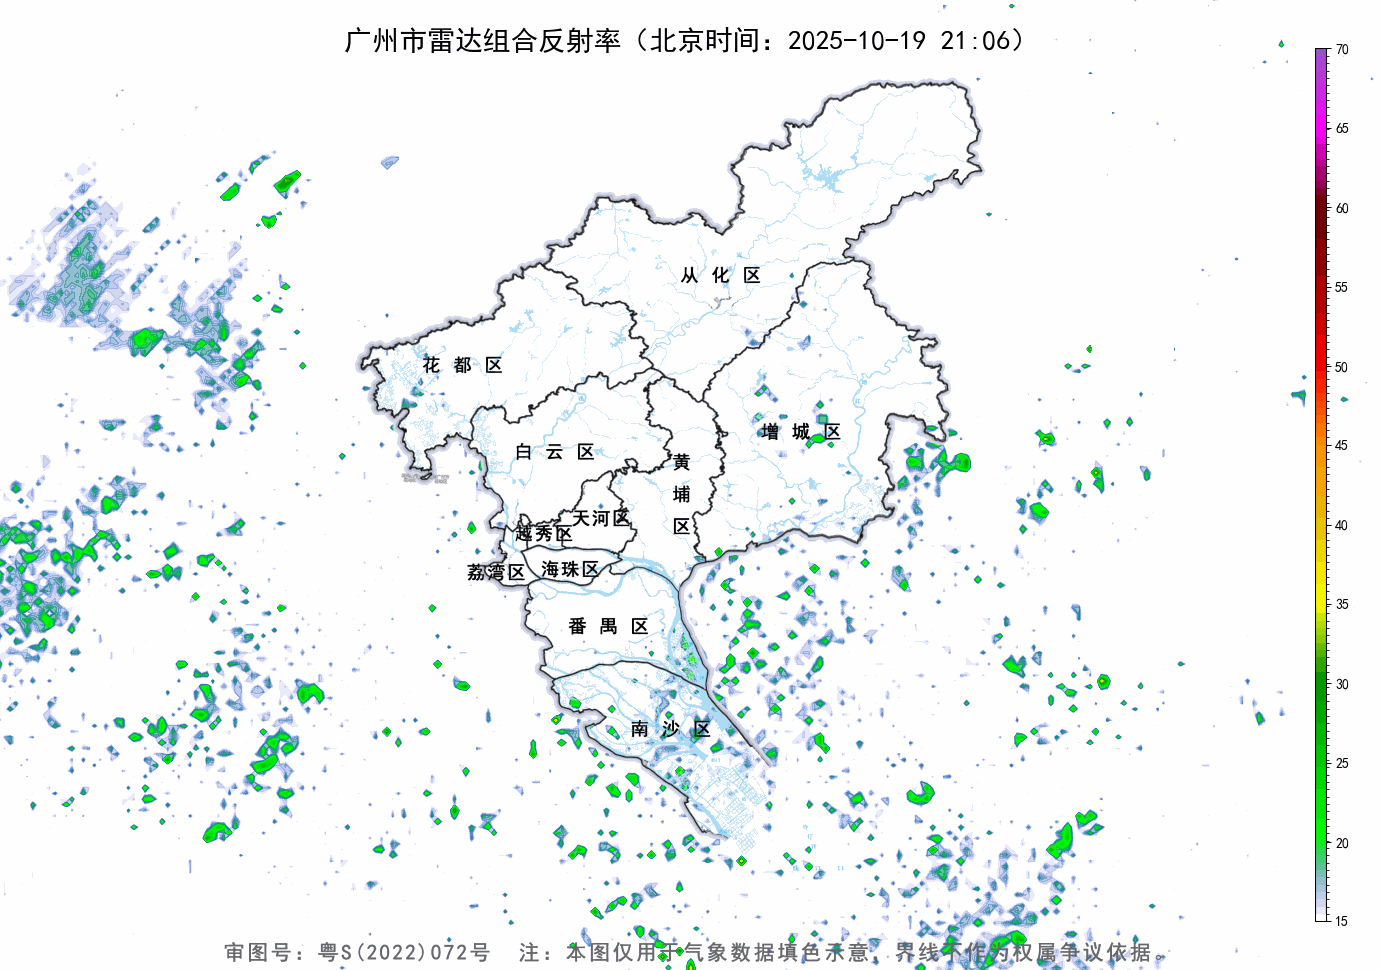 广州市雷达组合反射率（北京时间：2025-10-19 21:06）
70
65
60
55
50
45
40
35
30
25
20
15
从化区
花都区
增城区
白云区
黄埔区
天河区
越秀区
荔湾区
海珠区
番禺区
南沙区
审图号：粤S(2022)072号 注：本图仅用于气象数据填色示意，界线不作为权属争议依据。